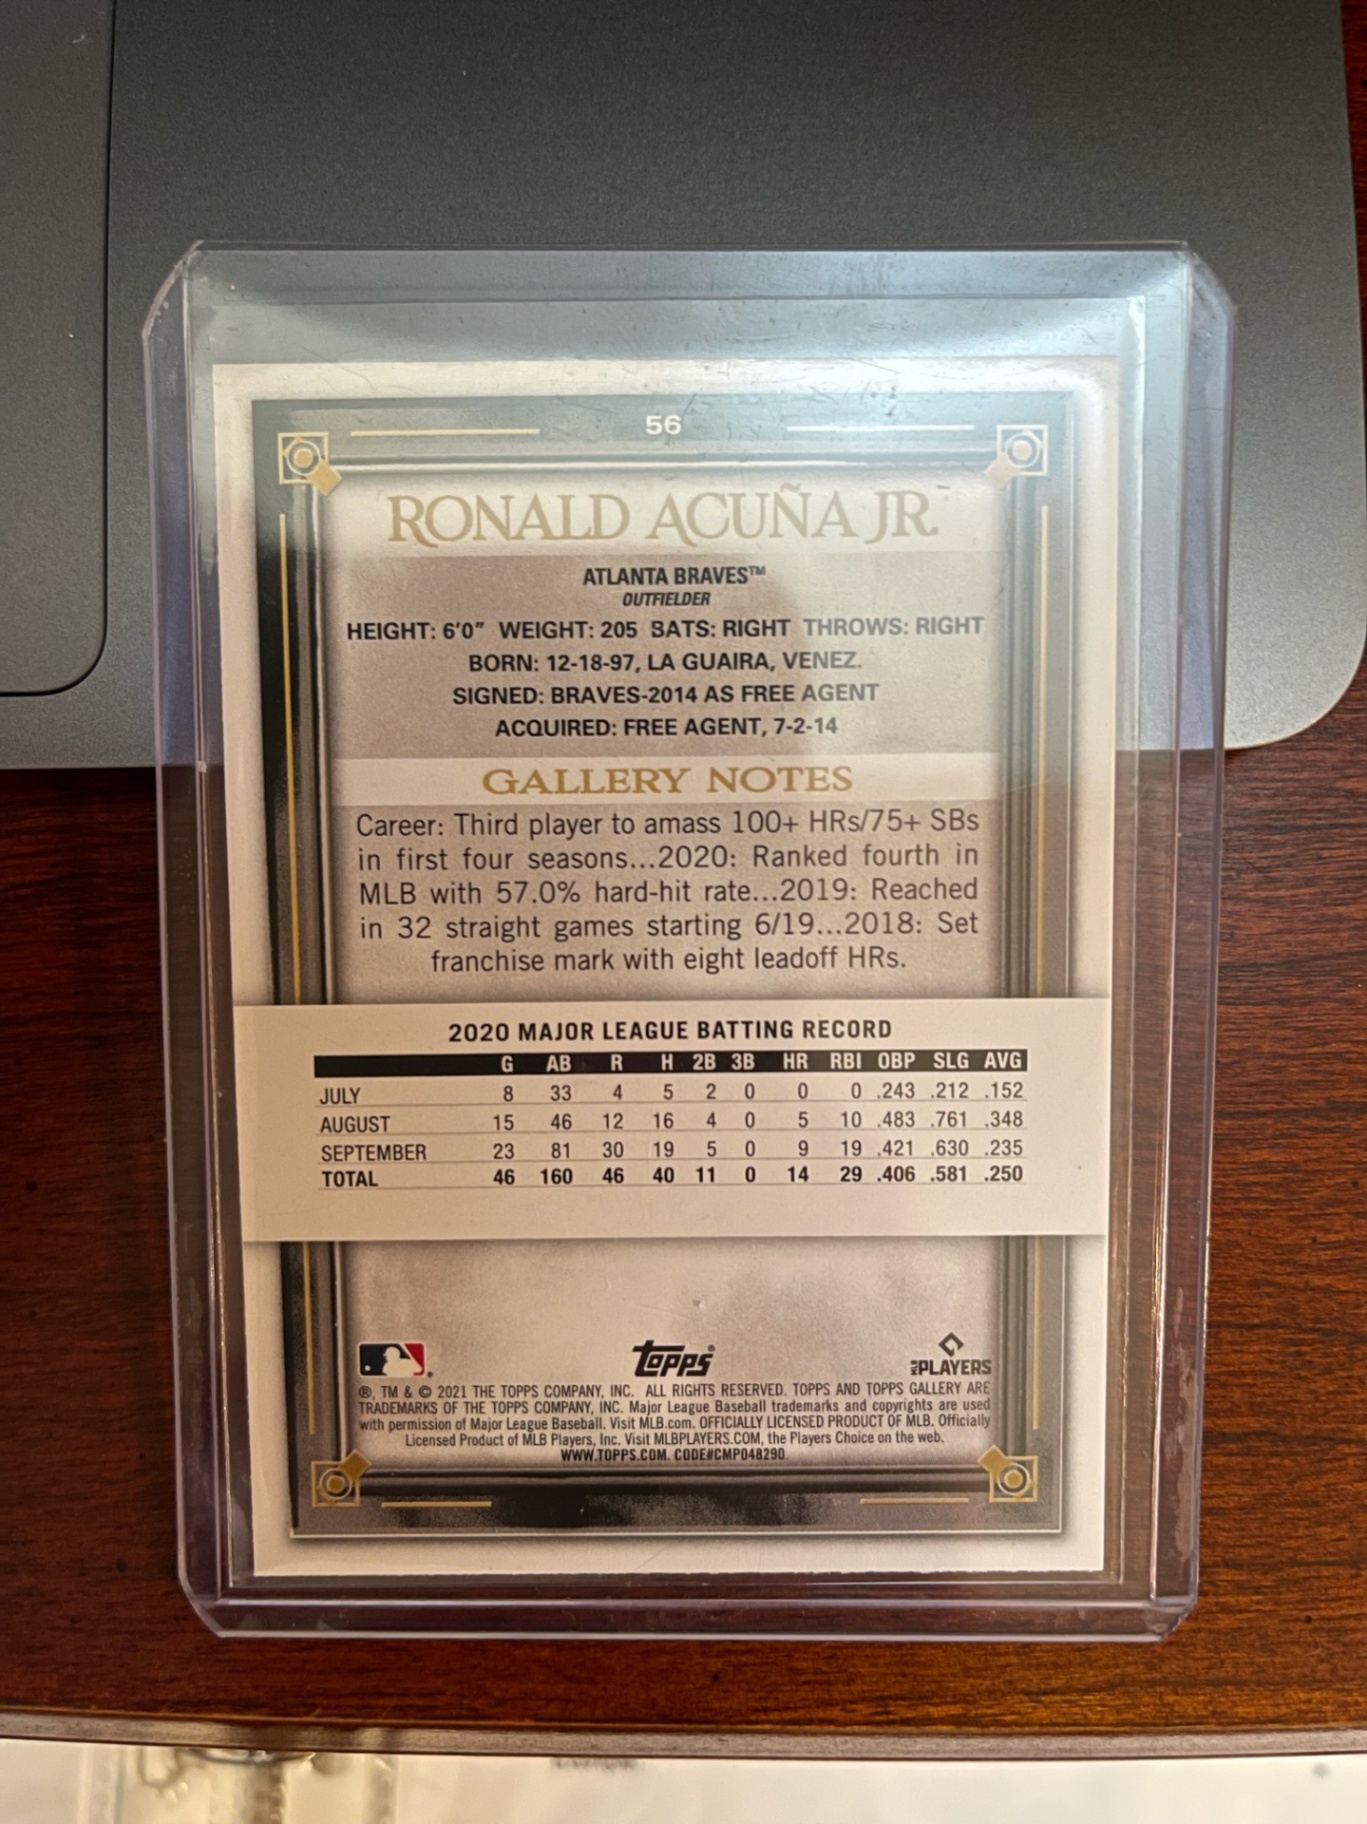 56
RONALD ACUÑA JR.
ATLANTA BRAVES™
OUTFIELDER
HEIGHT: 6'0" WEIGHT: 205 BATS: RIGHT THROWS: RIGHT
BORN: 12-18-97, LA GUAIRA, VENEZ.
SIGNED: BRAVES-2014 AS FREE AGENT
ACQUIRED: FREE AGENT, 7-2-14
GALLERY NOTES
Career: Third player to amass 100+ HRs/75+ SBs
in first four seasons...2020: Ranked fourth in
MLB with 57.0% hard-hit rate...2019: Reached
in 32 straight games starting 6/19...2018: Set
franchise mark with eight leadoff HRs.
2020 MAJOR LEAGUE BATTING RECORD
G AB R H 2B 3B HR RBI OBP SLG AVG
JULY 8 33 4 5 2 0 0 0 .243 .212 .152
AUGUST 15 46 12 16 4 0 5 10 .483 .761 .348
SEPTEMBER 23 81 30 19 5 0 9 19 .421 .630 .235
TOTAL 46 160 46 40 11 0 14 29 .406 .581 .250
topps® MLB PLAYERS
®, TM & © 2021 THE TOPPS COMPANY, INC. ALL RIGHTS RESERVED. TOPPS AND TOPPS GALLERY ARE
TRADEMARKS OF THE TOPPS COMPANY, INC. Major League Baseball trademarks and copyrights are used
with permission of Major League Baseball. Visit MLB.com. OFFICIALLY LICENSED PRODUCT OF MLB. Officially
Licensed Product of MLB Players, Inc. Visit MLBPLAYERS.COM, the Players Choice on the web.
WWW.TOPPS.COM. CODE#CMP048290